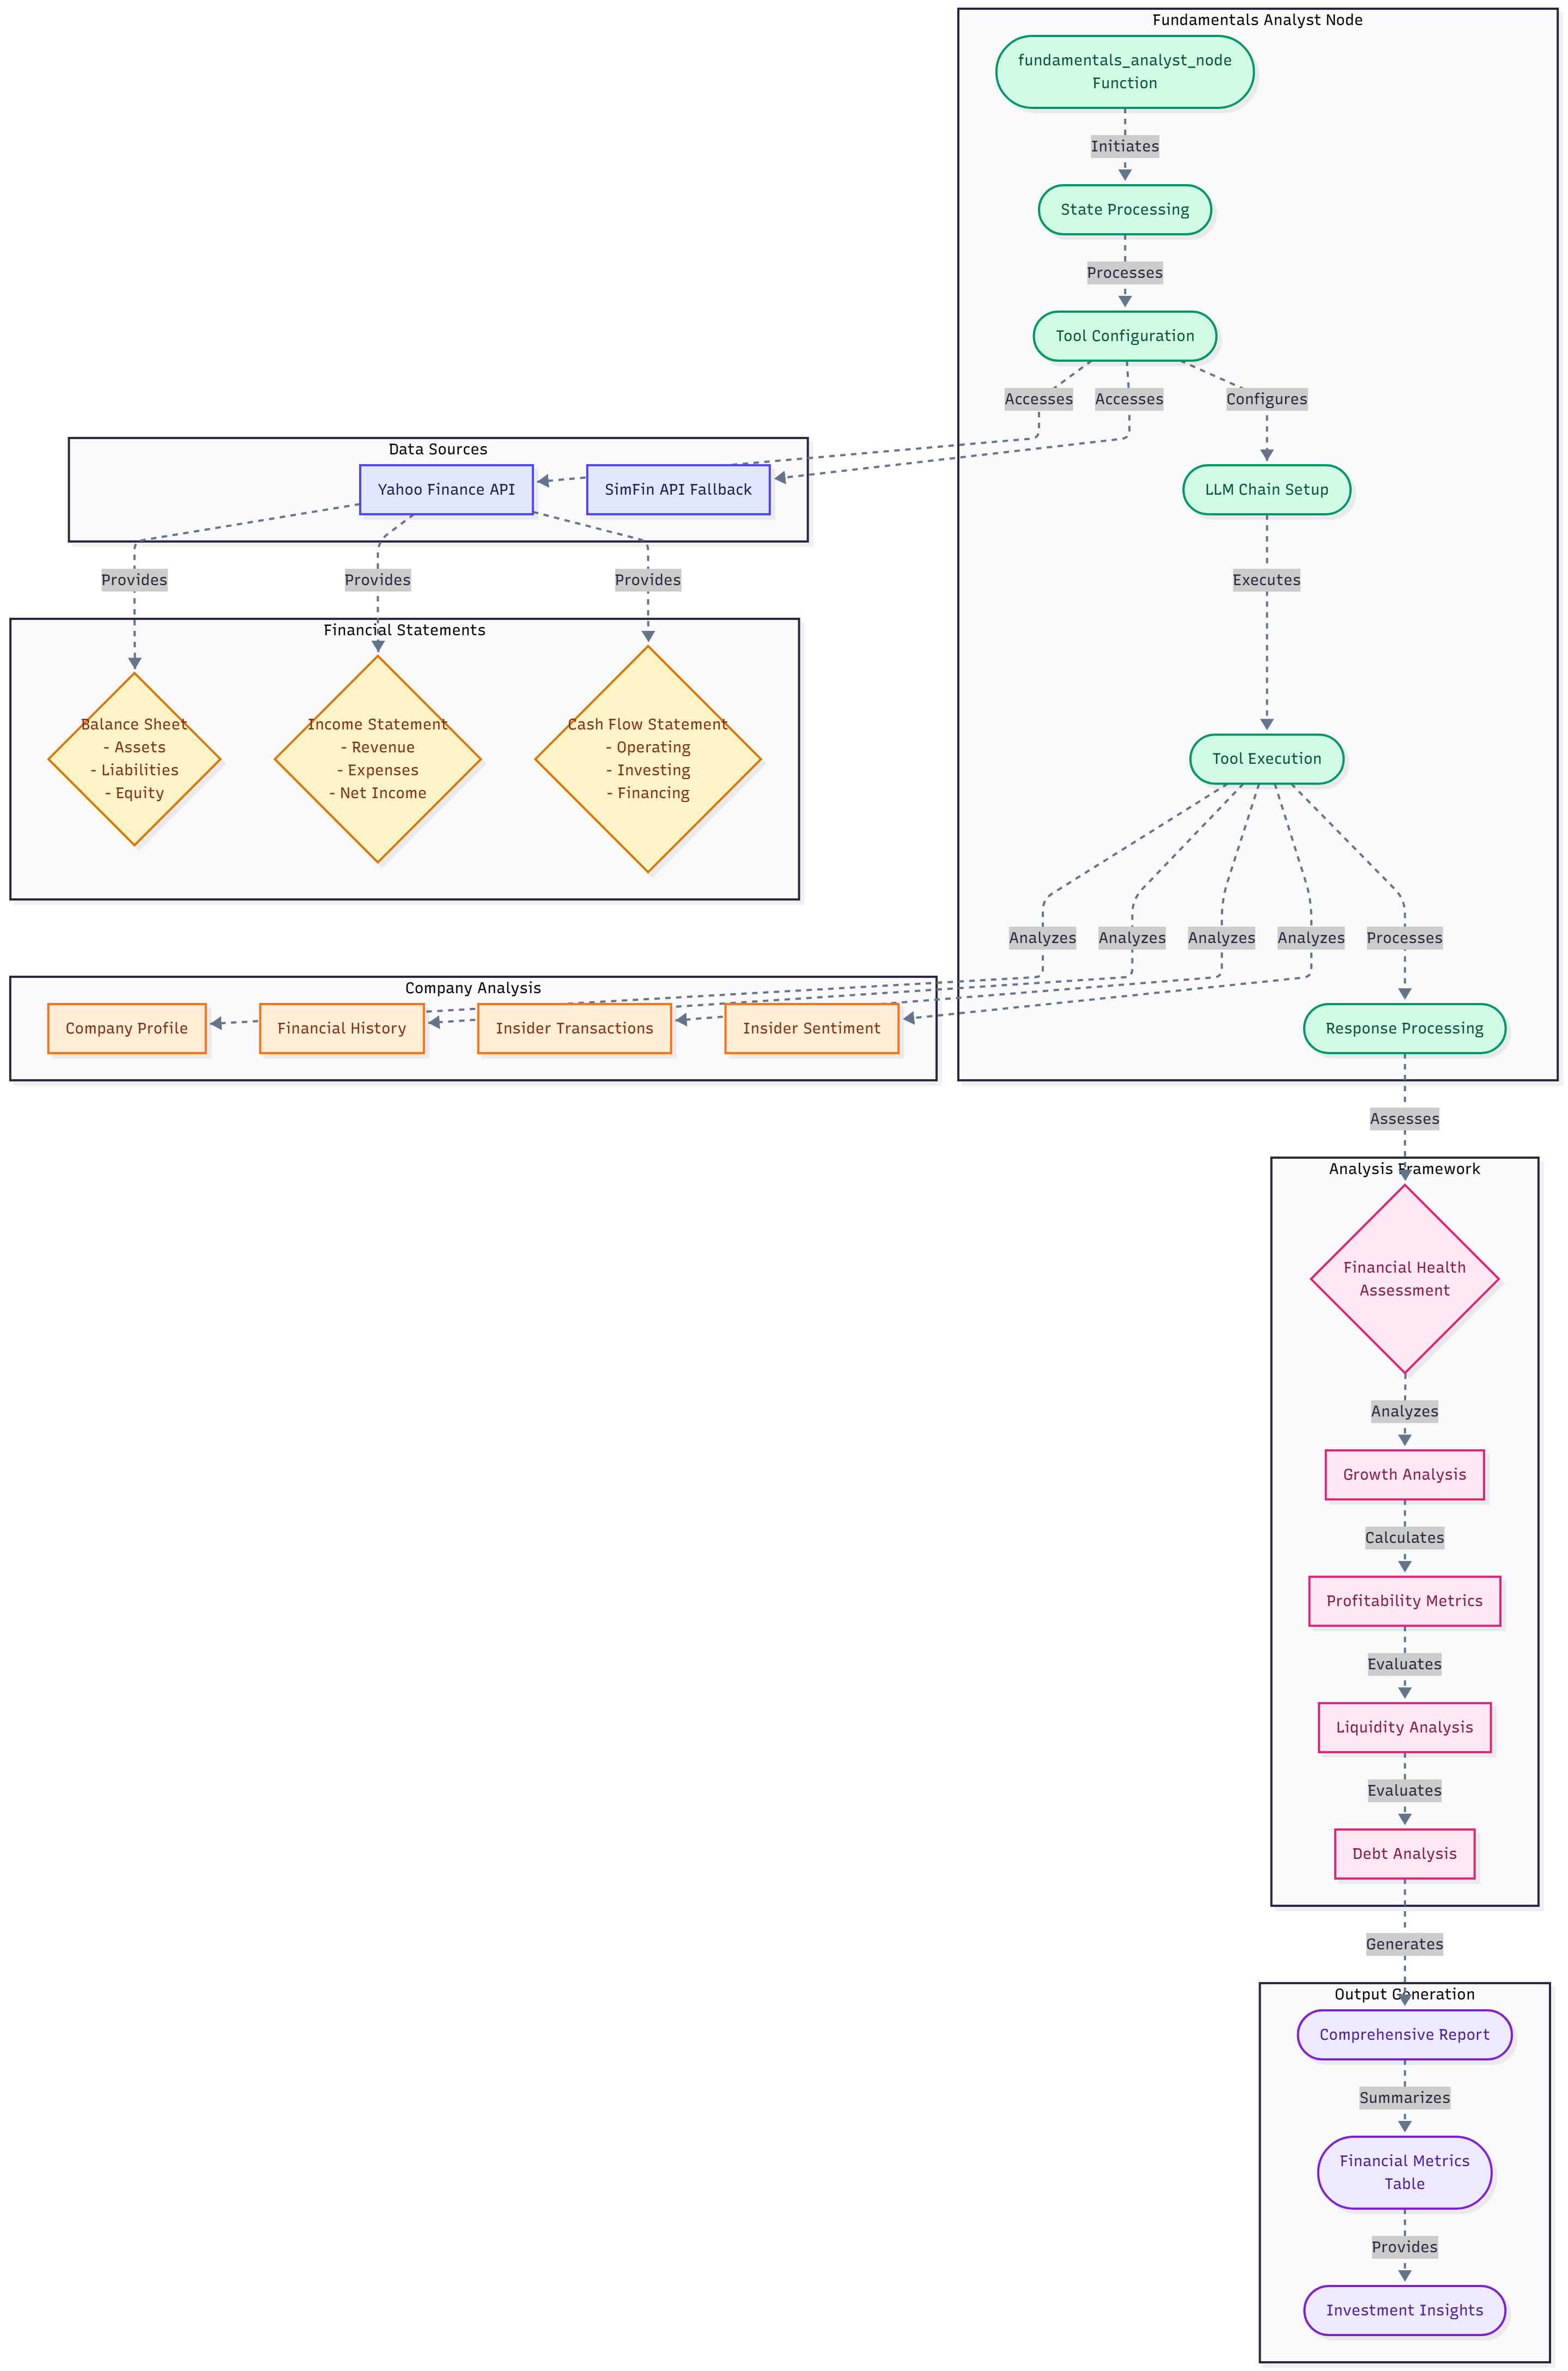 Fundamentals Analyst Node
fundamentals_analyst_node
Function
Initiates
State Processing
Processes
Tool Configuration
Accesses
Accesses
Configures
Data Sources
Yahoo Finance API
SimFin API Fallback
LLM Chain Setup
Provides
Provides
Provides
Executes
Financial Statements
Balance Sheet
- Assets
- Liabilities
- Equity
Income Statement
- Revenue
- Expenses
- Net Income
Cash Flow Statement
- Operating
- Investing
- Financing
Tool Execution
Analyzes
Analyzes
Analyzes
Analyzes
Processes
Company Analysis
Company Profile
Financial History
Insider Transactions
Insider Sentiment
Response Processing
Assesses
Analysis Framework
Financial Health
Assessment
Analyzes
Growth Analysis
Calculates
Profitability Metrics
Evaluates
Liquidity Analysis
Evaluates
Debt Analysis
Generates
Output Generation
Comprehensive Report
Summarizes
Financial Metrics
Table
Provides
Investment Insights